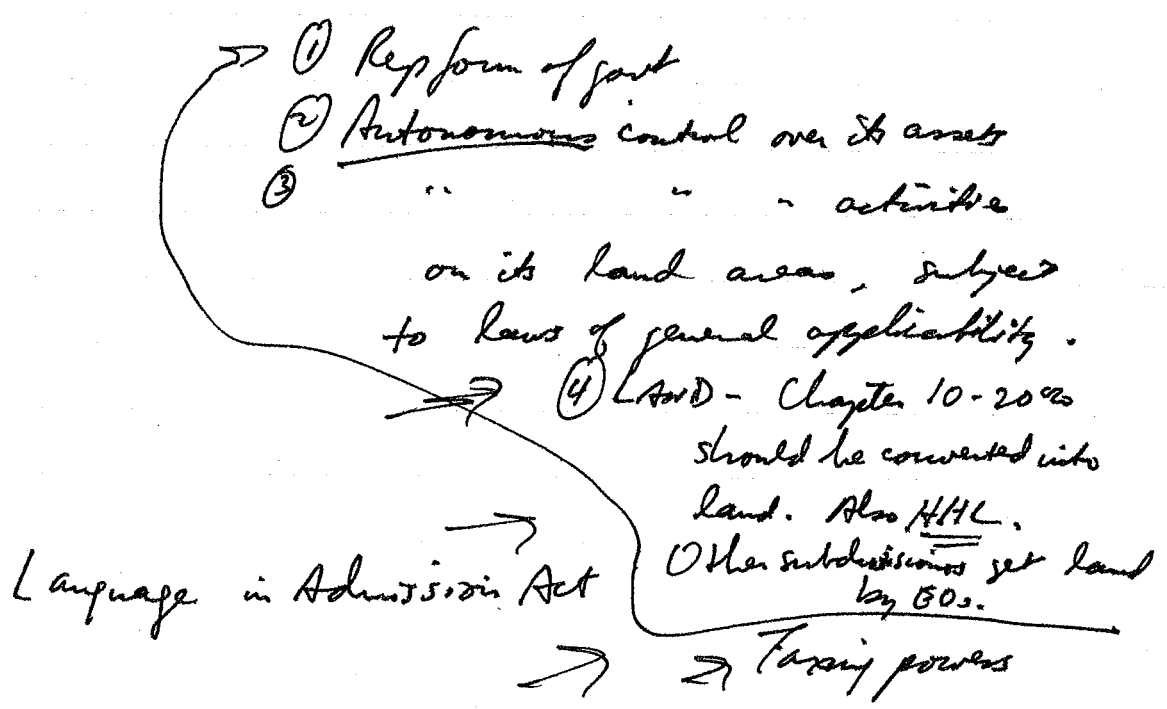 ① Rep form of govt
② Autonomous control over its assets
③ " " " activities
on its land areas, subject
to laws of general applicability.
④ LAND - Chapter 10-20%
should be converted into
land. Also HHL.
Other subdivisions get land
by EOs.
Language in Admission Act
Taxing powers